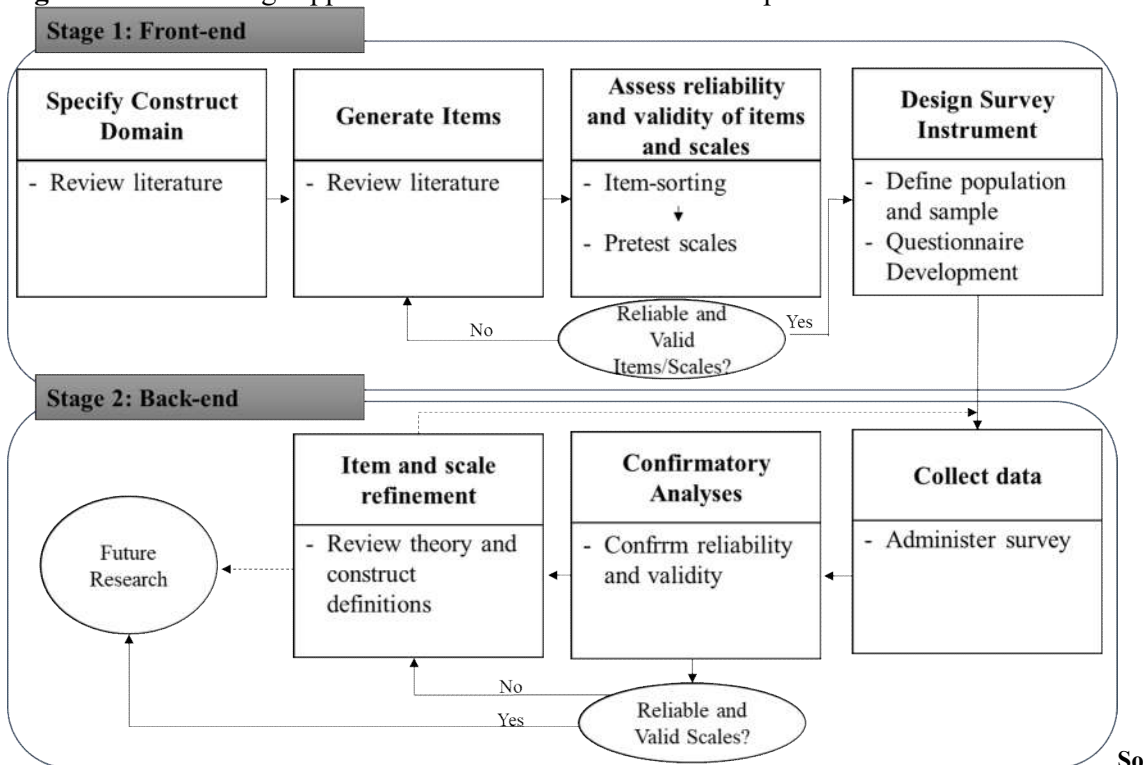 Stage 1: Front-end
Specify Construct
Domain
- Review literature
Generate Items
- Review literature
Assess reliability
and validity of items
and scales
- Item-sorting
- Pretest scales
Design Survey
Instrument
- Define population
and sample
- Questionnaire
Development
No
Reliable and
Valid
Items/Scales?
Yes
Stage 2: Back-end
Item and scale
refinement
- Review theory and
construct
definitions
Confirmatory
Analyses
- Confrrm reliability
and validity
Collect data
- Administer survey
Future
Research
No
Yes
Reliable and
Valid Scales?
So